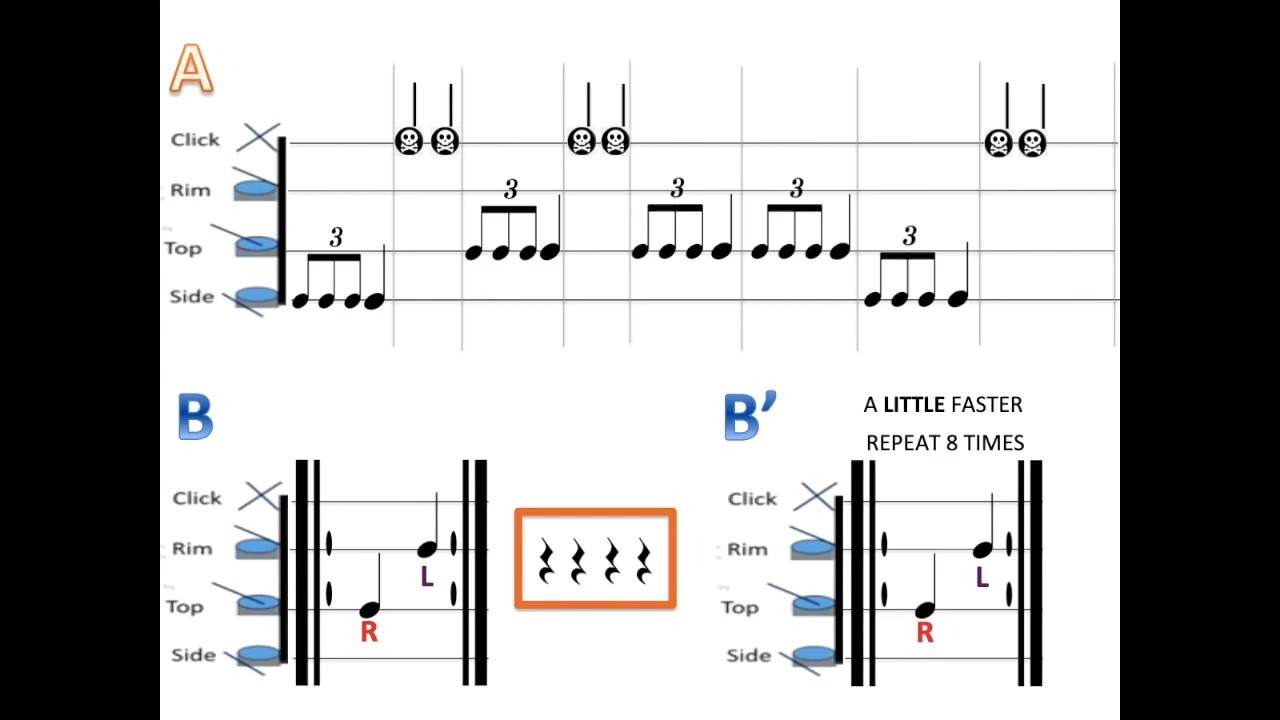 A
Click
Rim
3
3
3
3
Top
3
Side
B
B’
A LITTLE FASTER
REPEAT 8 TIMES
Click
Click
Rim
Rim
L
L
Top
Top
R
R
Side
Side